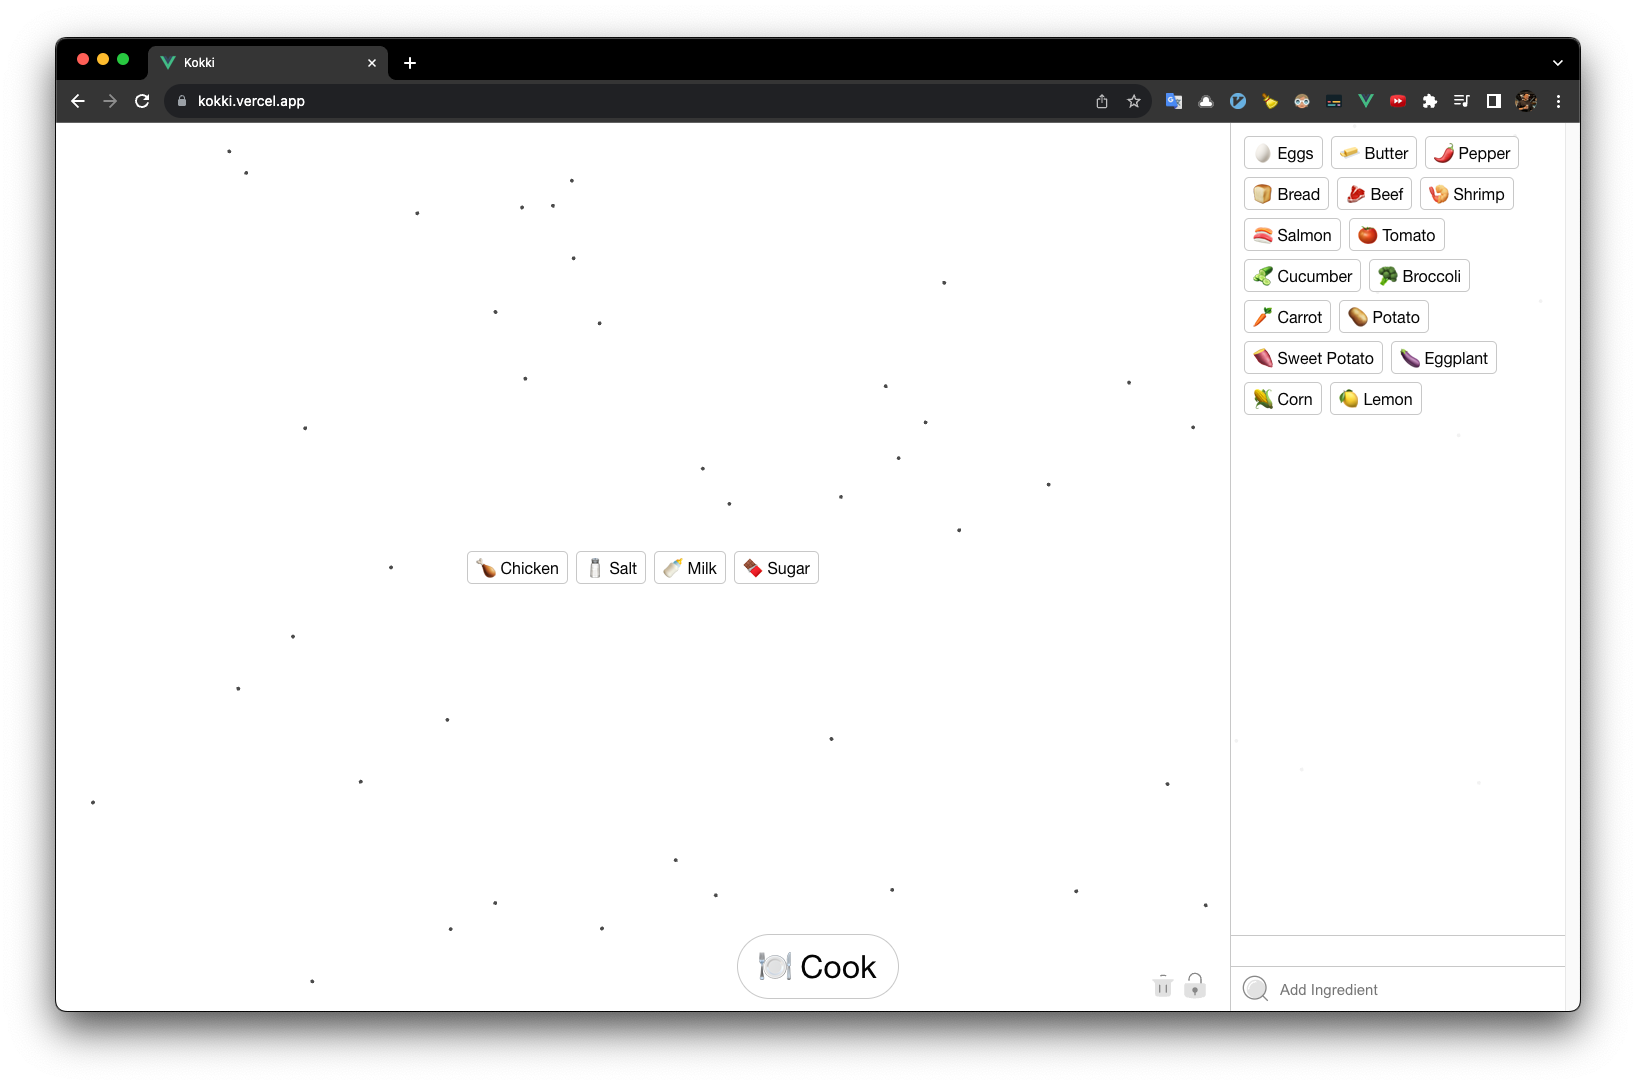 Kokki
kokki.vercel.app
Eggs Butter Pepper
Bread Beef Shrimp
Salmon Tomato
Cucumber Broccoli
Carrot Potato
Sweet Potato Eggplant
Corn Lemon
Chicken Salt Milk Sugar
Cook
Add Ingredient